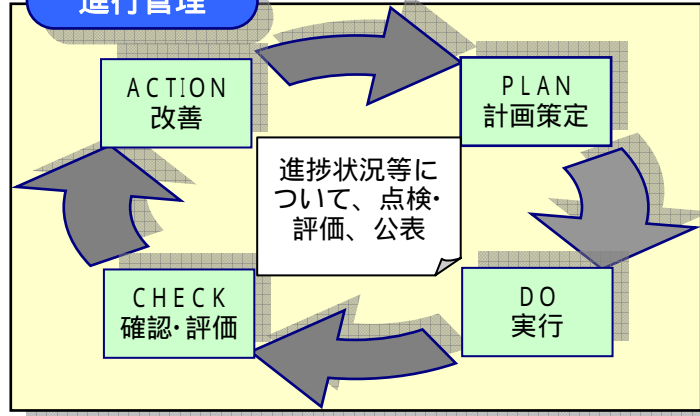 進行管理
ACTION
改善
PLAN
計画策定
進捗状況等に
ついて、点検・
評価、公表
CHECK
確認・評価
DO
実行